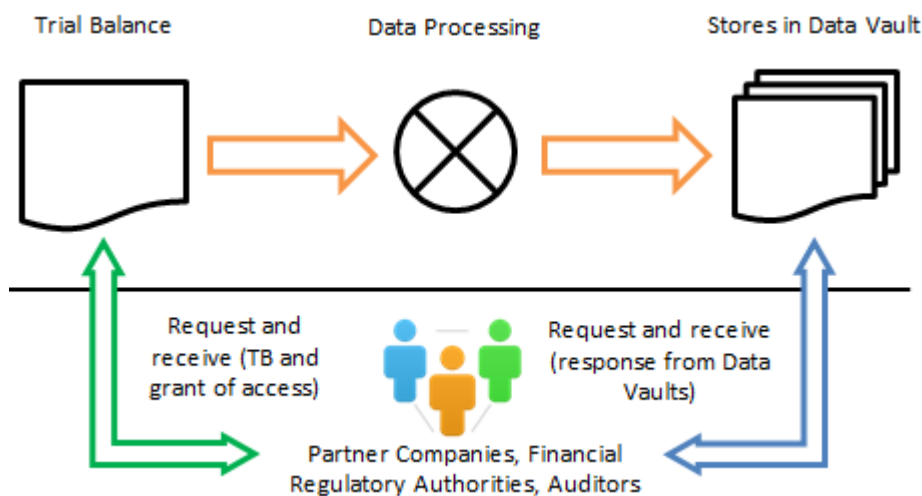 Trial Balance
Data Processing
Stores in Data Vault
Request and
receive (TB and
grant of access)
Request and receive
(response from Data
Vaults)
Partner Companies, Financial
Regulatory Authorities, Auditors